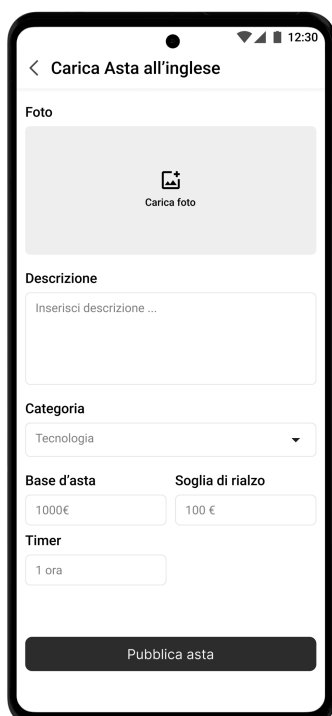 12:30
Carica Asta all’inglese
Foto
Carica foto
Descrizione
Inserisci descrizione ...
Categoria
Tecnologia
Base d’asta Soglia di rialzo
1000€ 100 €
Timer
1 ora
Pubblica asta